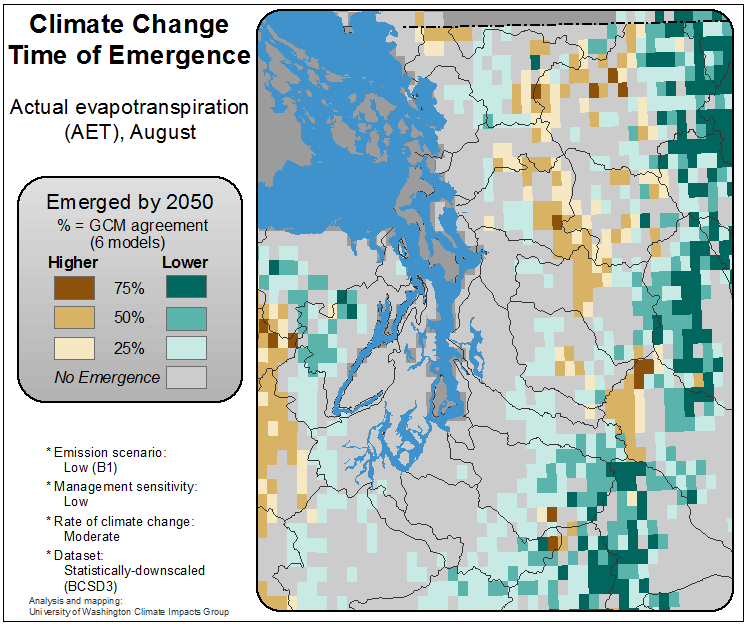 Climate Change
Time of Emergence
Actual evapotranspiration
(AET), August
Emerged by 2050
% = GCM agreement
(6 models)
Higher Lower
75%
50%
25%
No Emergence
* Emission scenario:
Low (B1)
* Management sensitivity:
Low
* Rate of climate change:
Moderate
* Dataset:
Statistically-downscaled
(BCSD3)
Analysis and mapping:
University of Washington Climate Impacts Group